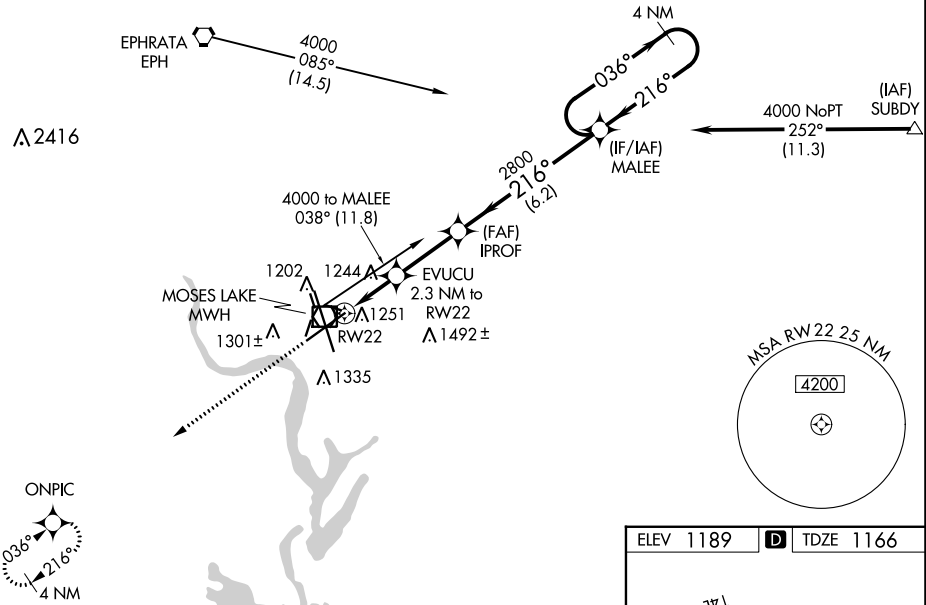 4 NM
EPHRATA
EPH
4000
085°
(14.5)
036°
216°
(IAF)
SUBDY
4000 NoPT
252°
(11.3)
2416
(IF/IAF)
MALEE
2800
216°
(6.2)
4000 to MALEE
038° (11.8)
(FAF)
IPROF
1202
1244
EVUCU
2.3 NM to
RW22
MOSES LAKE
MWH
1251
RW22
1301±
1492±
1335
MSA RW 22 25 NM
4200
ONPIC
036°
216°
4 NM
ELEV 1189 D TDZE 1166